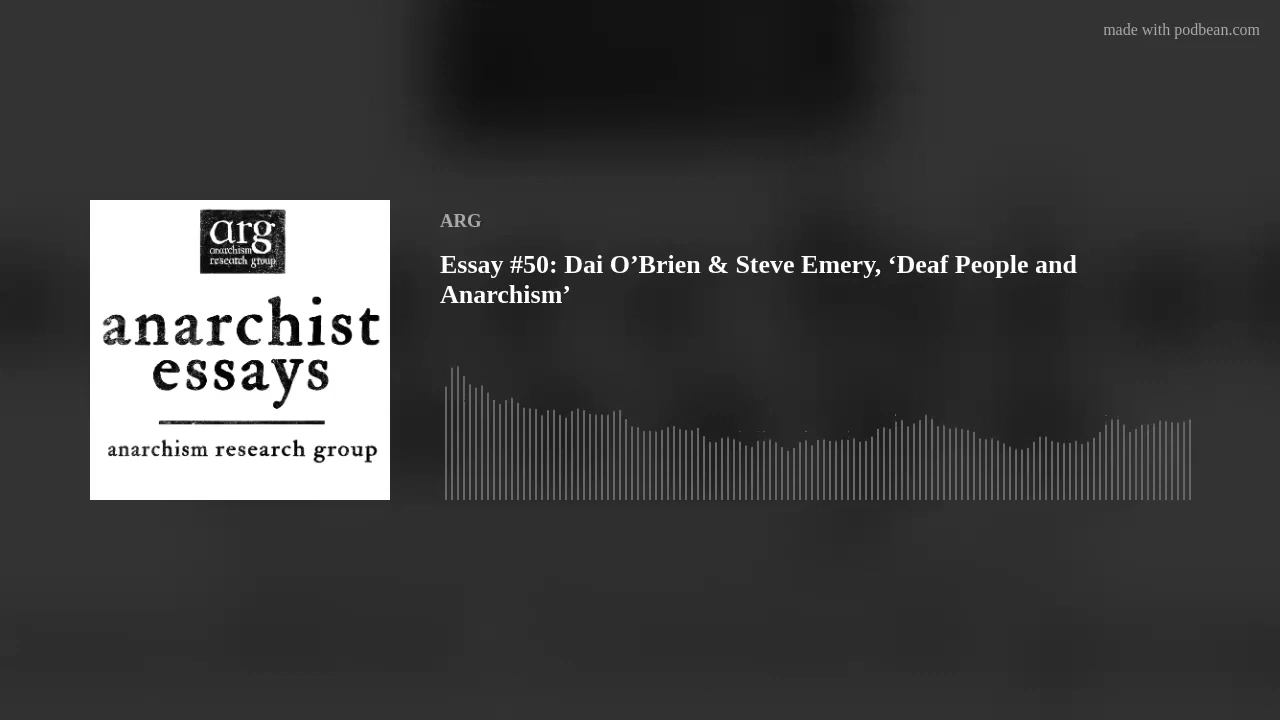 made with podbean.com
arg
anarchism
research group
anarchist
essays
anarchism research group
ARG
Essay #50: Dai O’Brien & Steve Emery, ‘Deaf People and
Anarchism’